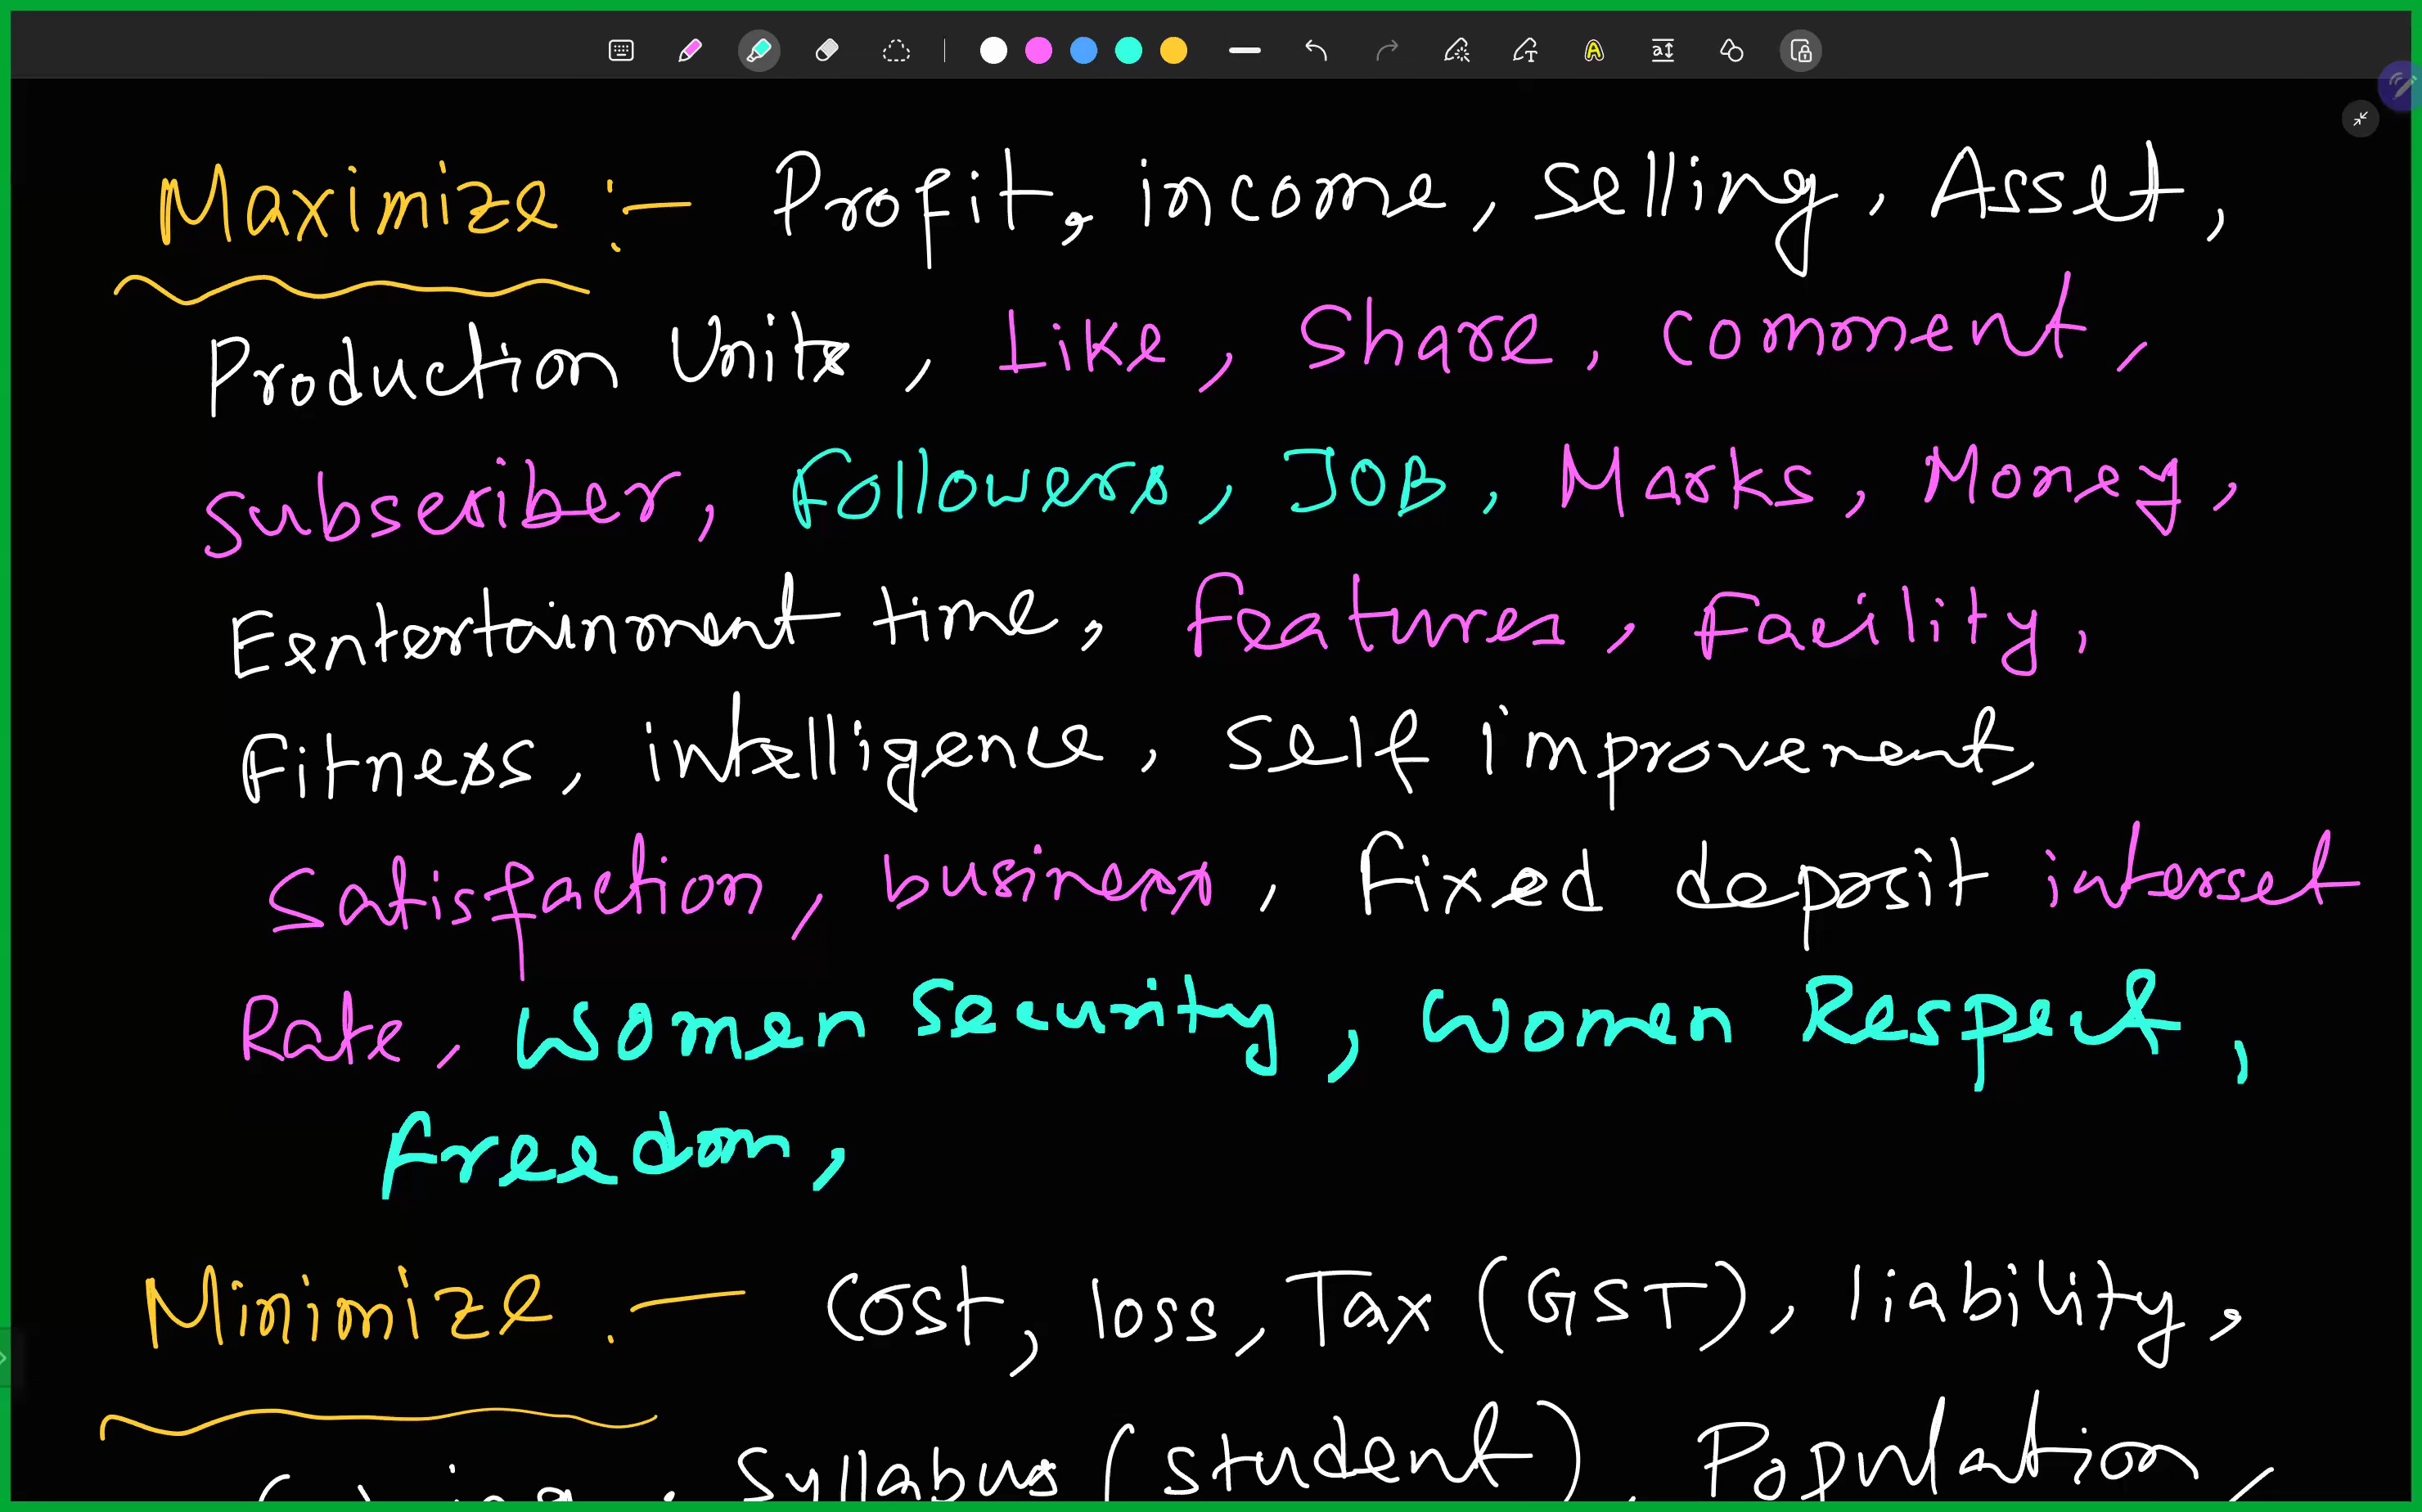 Maximize :- Profit, income, selling, Asset,
Production Units, Like, Share, comment,
subscriber, followers, JOB, Marks, Money,
Eentertainment time, features, Facility,
Fitness, intelligence, self improvement,
Satisfaction, business, fixed deposit interset
Rate, women security, women Respect,
freedom,
Minimize :- Cost, loss, Tax (GST), liability,
Syllabus (student), Population,